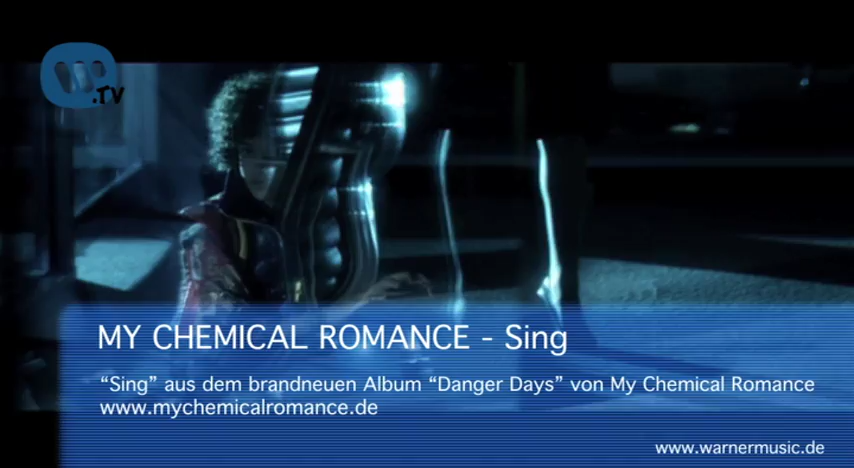 W.TV
MY CHEMICAL ROMANCE - Sing
“Sing” aus dem brandneuen Album “Danger Days” von My Chemical Romance
www.mychemicalromance.de
www.warnermusic.de